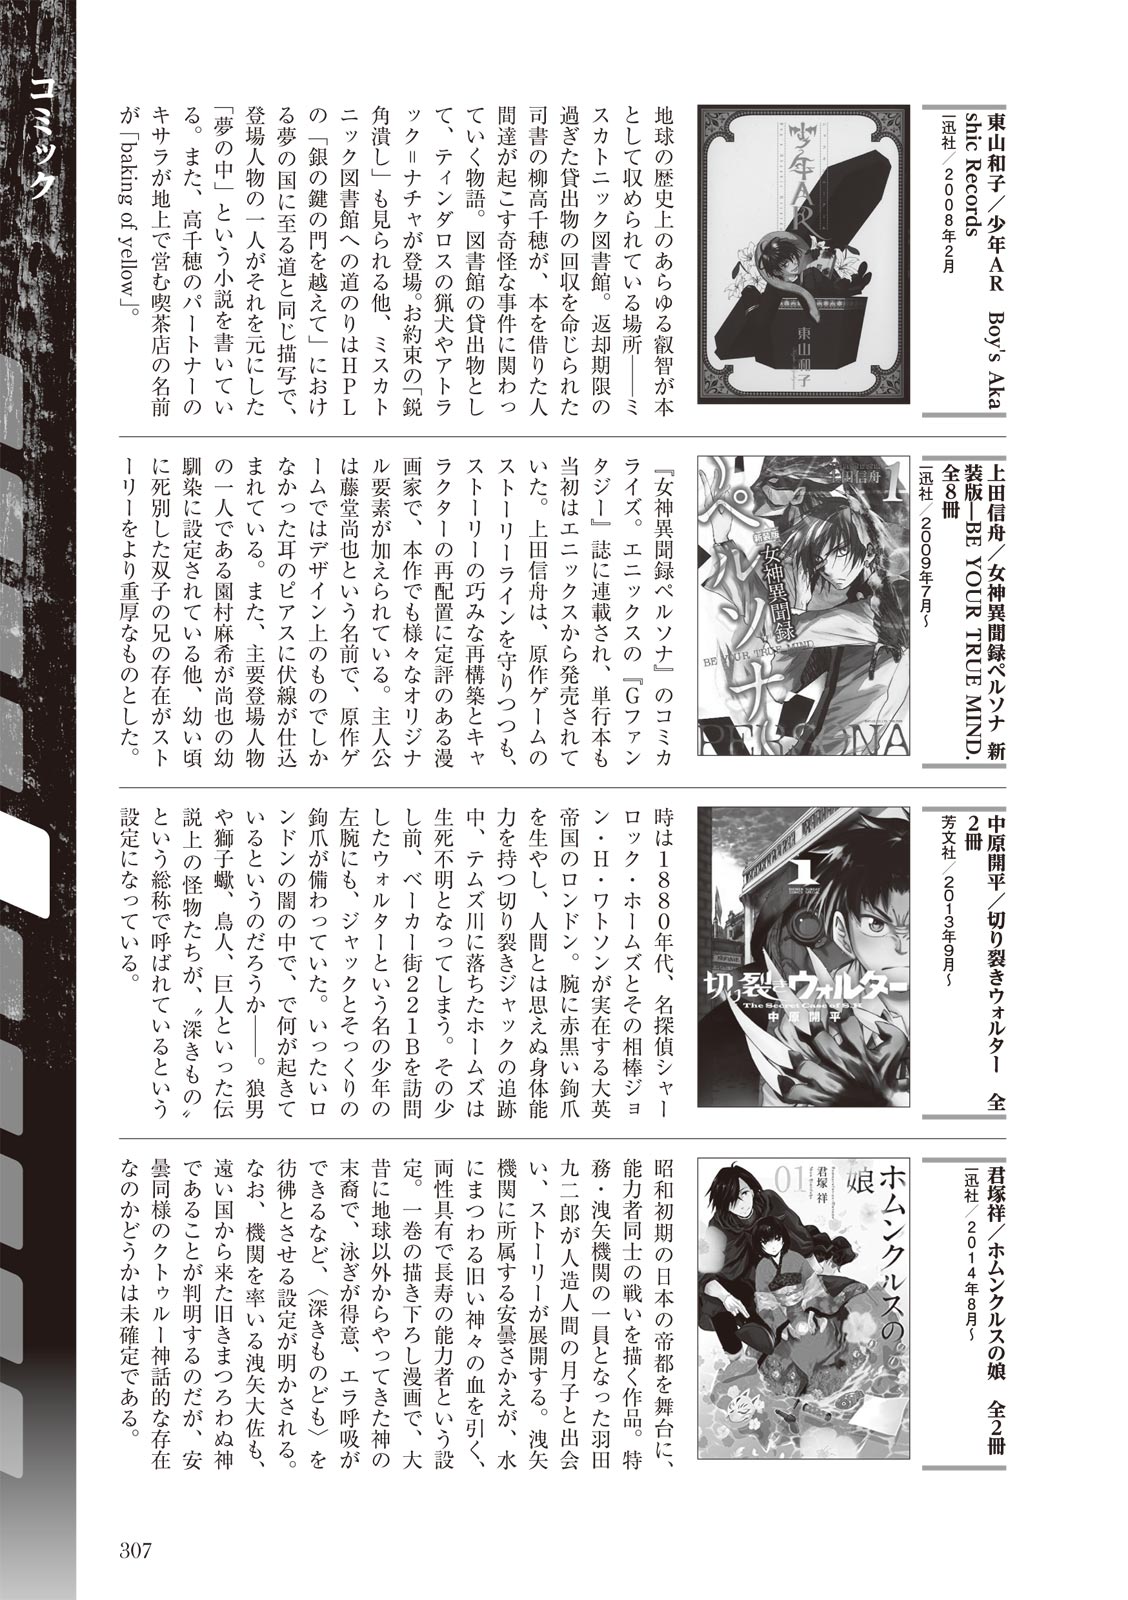 コミック
東山和子／少年AR　Boy's Aka
shic Records
一迅社／2008年2月
少年AR
東山和子
地球の歴史上のあらゆる叡智が本
として収められている場所――ミ
スカトニック図書館。返却期限の
過ぎた貸出物の回収を命じられた
司書の柳高千穂が、本を借りた人
間達が起こす奇怪な事件に関わっ
ていく物語。図書館の貸出物とし
て、ティンダロスの猟犬やアトラ
ック＝ナチャが登場。お約束の「鋭
角潰し」も見られる他、ミスカト
ニック図書館への道のりはHPL
の「銀の鍵の門を越えて」におけ
る夢の国に至る道と同じ描写で、
登場人物の一人がそれを元にした
「夢の中」という小説を書いてい
る。また、高千穂のパートナーの
キサラが地上で営む喫茶店の名前
が「baking of yellow」。
上田信舟／女神異聞録ペルソナ　新
装版―BE YOUR TRUE MIND.
全8冊
一迅社／2009年7月～
上田信舟
1
新装版
女神異聞録
ペルソナ
BE YOUR TRUE MIND
PERSONA
『女神異聞録ペルソナ』のコミカ
ライズ。エニックスの『Gファン
タジー』誌に連載され、単行本も
当初はエニックスから発売されて
いた。上田信舟は、原作ゲームの
ストーリーラインを守りつつも、
ストーリーの巧みな再構築とキャ
ラクターの再配置に定評のある漫
画家で、本作でも様々なオリジナ
ル要素が加えられている。主人公
は藤堂尚也という名前で、原作ゲ
ームではデザイン上のものでしか
なかった耳のピアスに伏線が仕込
まれている。また、主要登場人物
の一人である園村麻希が尚也の幼
馴染に設定されている他、幼い頃
に死別した双子の兄の存在がスト
ーリーをより重厚なものとした。
中原開平／切り裂きウォルター　全
2冊
芳文社／2013年9月～
1
切り裂きウォルター
The Secret Case of S.H
中原開平
時は1880年代、名探偵シャー
ロック・ホームズとその相棒ジョ
ン・H・ワトソンが実在する大英
帝国のロンドン。腕に赤黒い鉤爪
を生やし、人間とは思えぬ身体能
力を持つ切り裂きジャックの追跡
中、テムズ川に落ちたホームズは
生死不明となってしまう。その少
し前、ベーカー街221Bを訪問
したウォルターという名の少年の
左腕にも、ジャックとそっくりの
鉤爪が備わっていた。いったいロ
ンドンの闇の中で、で何が起きて
いるというのだろうか――。狼男
や獅子蠍、鳥人、巨人といった伝
説上の怪物たちが、〝深きもの〟
という総称で呼ばれているという
設定になっている。
君塚祥／ホムンクルスの娘　全2冊
一迅社／2014年8月～
ホムンクルスの娘
君塚祥
01
昭和初期の日本の帝都を舞台に、
能力者同士の戦いを描く作品。特
務・洩矢機関の一員となった羽田
九二郎が人造人間の月子と出会
い、ストーリーが展開する。洩矢
機関に所属する安曇さかえが、水
にまつわる旧い神々の血を引く、
両性具有で長寿の能力者という設
定。一巻の描き下ろし漫画で、大
昔に地球以外からやってきた神の
末裔で、泳ぎが得意、エラ呼吸が
できるなど、〈深きものども〉を
彷彿とさせる設定が明かされる。
なお、機関を率いる洩矢大佐も、
遠い国から来た旧きまつろわぬ神
であることが判明するのだが、安
曇同様のクトゥルー神話的な存在
なのかどうかは未確定である。
307